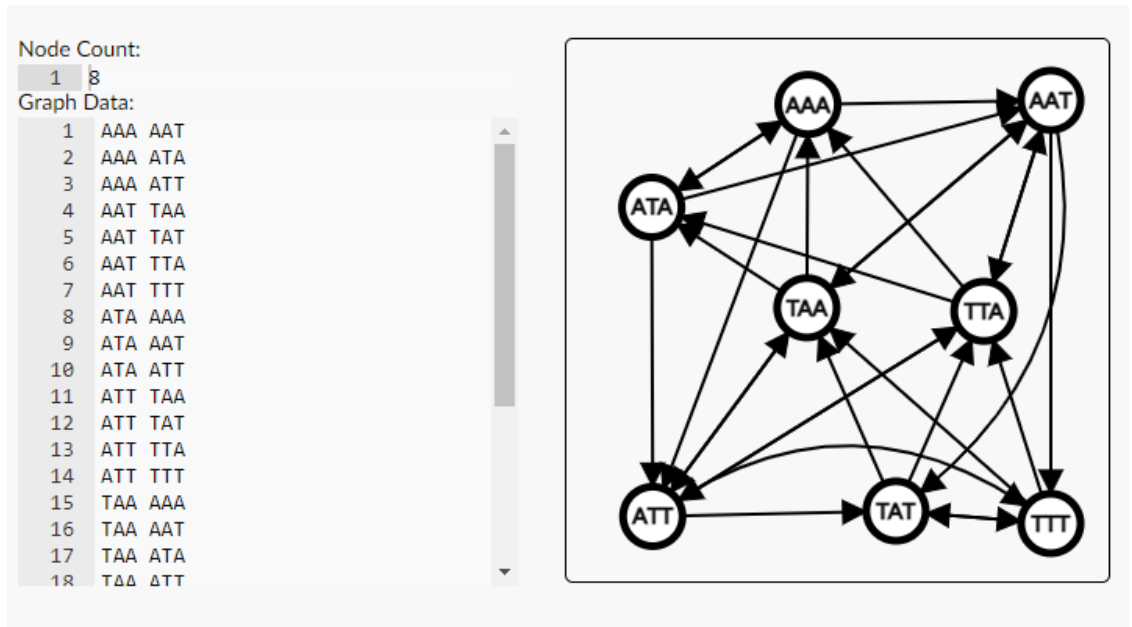 Node Count:
1 8
Graph Data:
1 AAA AAT
2 AAA ATA
3 AAA ATT
4 AAT TAA
5 AAT TAT
6 AAT TTA
7 AAT TTT
8 ATA AAA
9 ATA AAT
10 ATA ATT
11 ATT TAA
12 ATT TAT
13 ATT TTA
14 ATT TTT
15 TAA AAA
16 TAA AAT
17 TAA ATA
18 TAA ATT
AAA
AAT
ATA
TAA
TTA
ATT
TAT
TTT